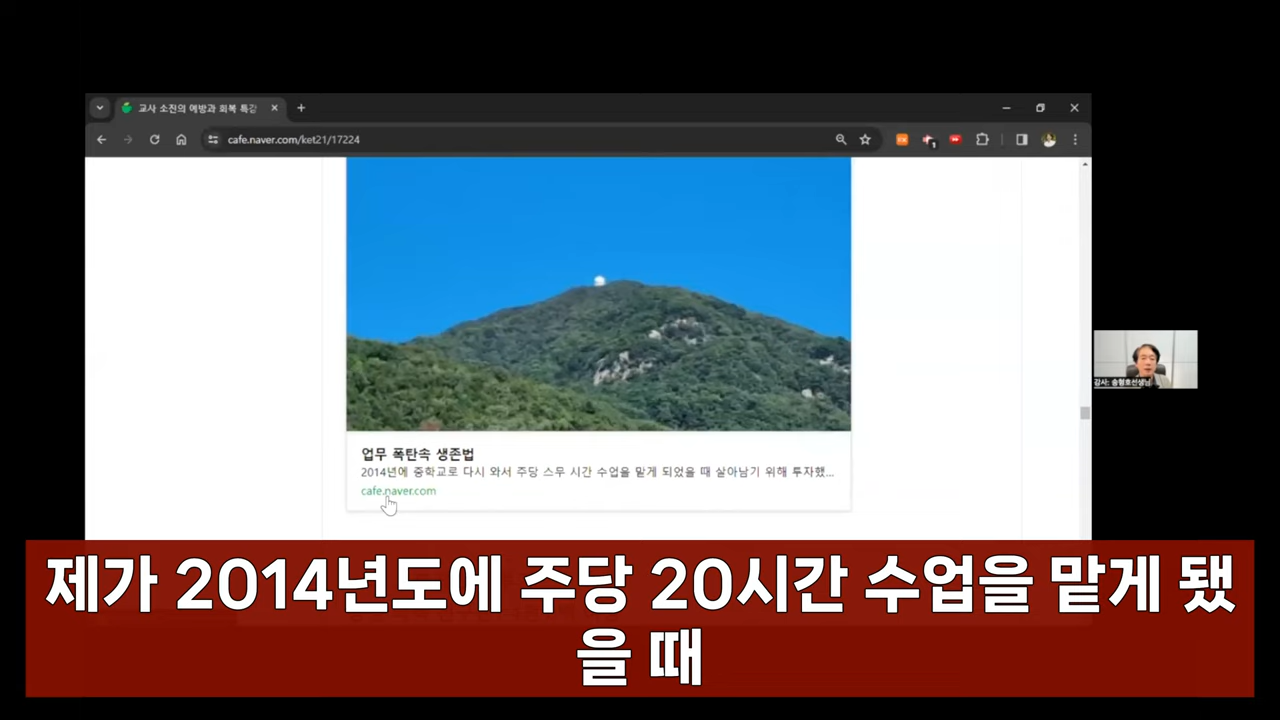 교사 소진의 예방과 회복 특강
cafe.naver.com/ket21/17224
업무 폭탄속 생존법
2014년에 중학교로 다시 와서 주당 스무 시간 수업을 맡게 되었을 때 살아남기 위해 투자했...
cafe.naver.com
강사: 송형호선생님
제가 2014년도에 주당 20시간 수업을 맡게 됐
을 때